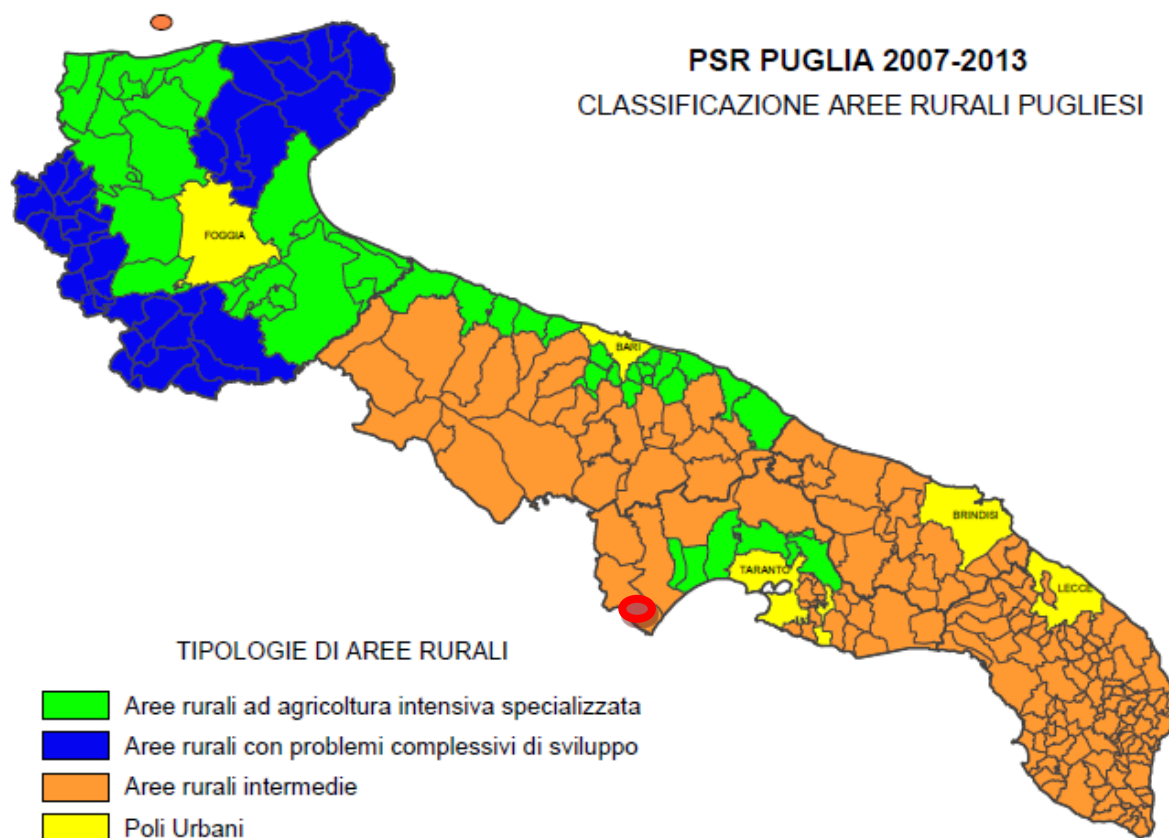 PSR PUGLIA 2007-2013
CLASSIFICAZIONE AREE RURALI PUGLIESI
FOGGIA
BARI
BRINDISI
TARANTO
LECCE
TIPOLOGIE DI AREE RURALI
Aree rurali ad agricoltura intensiva specializzata
Aree rurali con problemi complessivi di sviluppo
Aree rurali intermedie
Poli Urbani